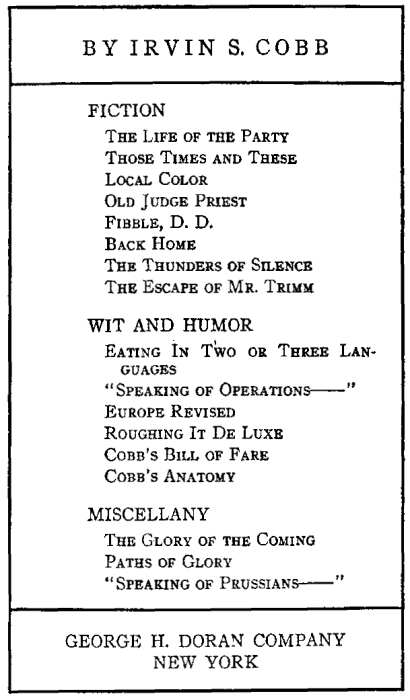 BY IRVIN S. COBB
FICTION
THE LIFE OF THE PARTY
THOSE TIMES AND THESE
LOCAL COLOR
OLD JUDGE PRIEST
FIBBLE, D. D.
BACK HOME
THE THUNDERS OF SILENCE
THE ESCAPE OF MR. TRIMM
WIT AND HUMOR
EATING IN TWO OR THREE LAN-
GUAGES
"SPEAKING OF OPERATIONS——"
EUROPE REVISED
ROUGHING IT DE LUXE
COBB'S BILL OF FARE
COBB'S ANATOMY
MISCELLANY
THE GLORY OF THE COMING
PATHS OF GLORY
"SPEAKING OF PRUSSIANS——"
GEORGE H. DORAN COMPANY
NEW YORK